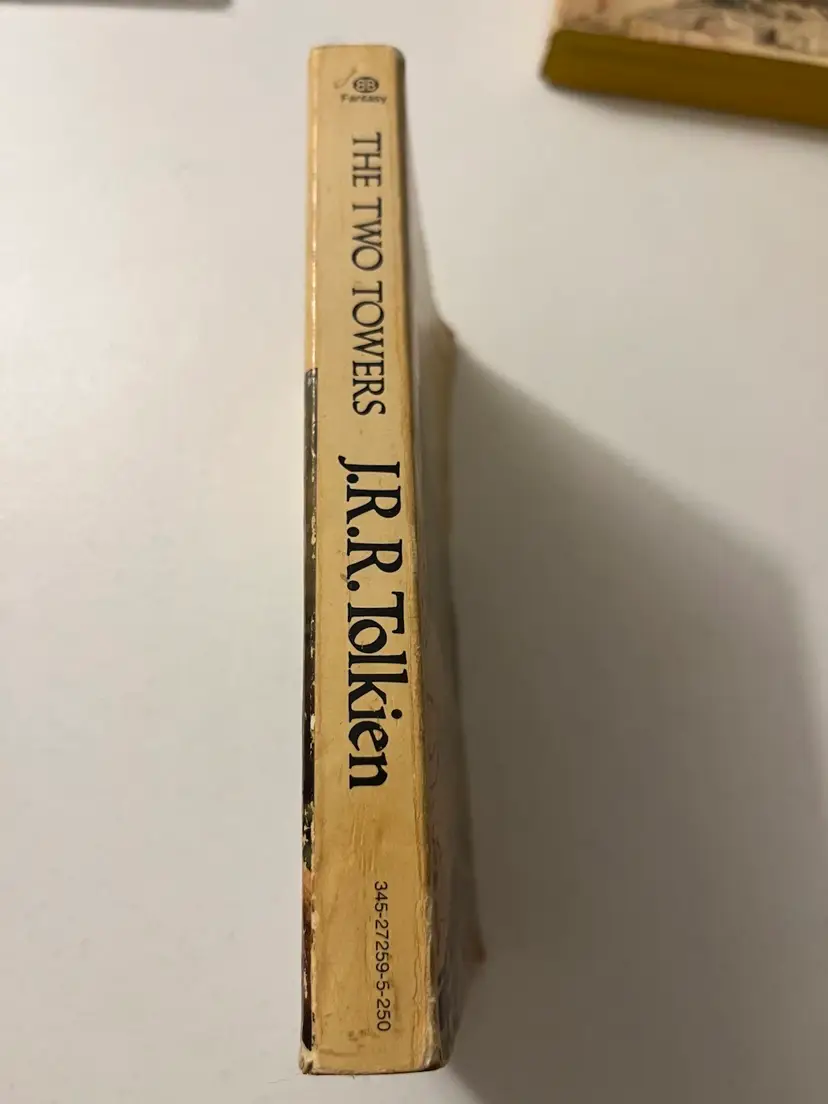 BB
Fantasy
THE TWO TOWERS
J.R.R. Tolkien
345-27259-5-250